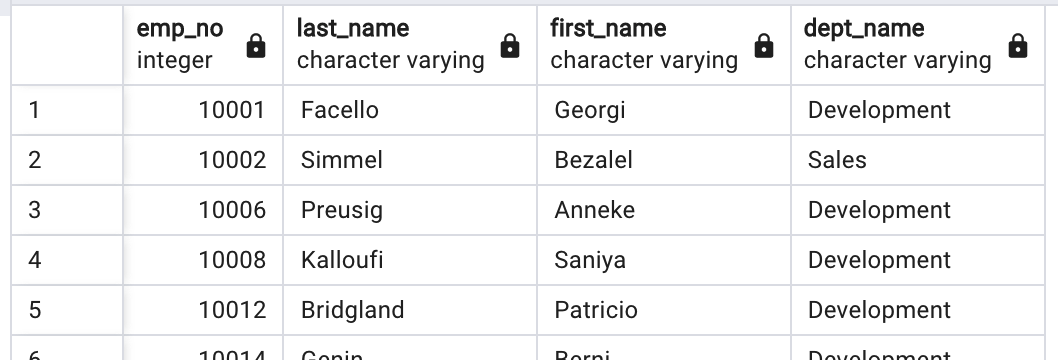 emp_no last_name first_name dept_name
integer character varying character varying character varying
1 10001 Facello Georgi Development
2 10002 Simmel Bezalel Sales
3 10006 Preusig Anneke Development
4 10008 Kalloufi Saniya Development
5 10012 Bridgland Patricio Development
6 10014 Genin Berni Development